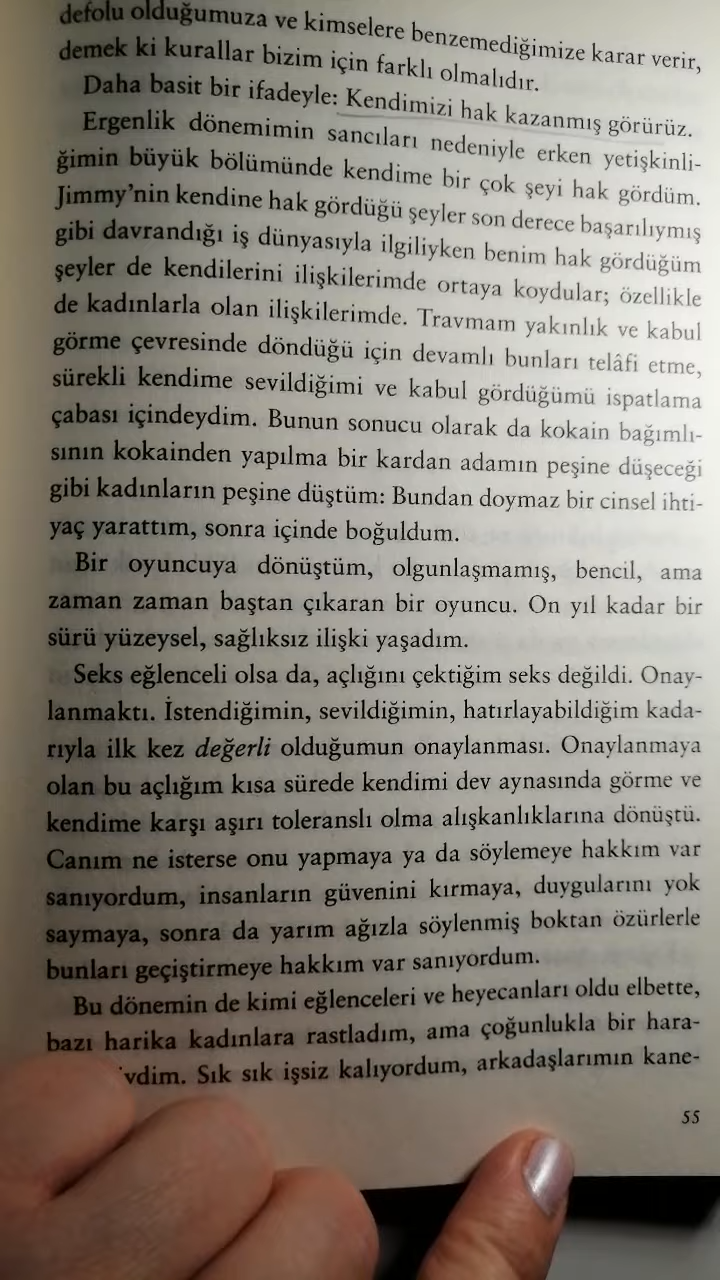 defolu olduğumuza ve kimselere benzemediğimize karar verir,
demek ki kurallar bizim için farklı olmalıdır.
Daha basit bir ifadeyle: Kendimizi hak kazanmış görürüz.
Ergenlik dönemimin sancıları nedeniyle erken yetişkinli-
ğimin büyük bölümünde kendime bir çok şeyi hak gördüm.
Jimmy’nin kendine hak gördüğü şeyler son derece başarılıymış
gibi davrandığı iş dünyasıyla ilgiliyken benim hak gördüğüm
şeyler de kendilerini ilişkilerimde ortaya koydular; özellikle
de kadınlarla olan ilişkilerimde. Travmam yakınlık ve kabul
görme çevresinde döndüğü için devamlı bunları telâfi etme,
sürekli kendime sevildiğimi ve kabul gördüğümü ispatlama
çabası içindeydim. Bunun sonucu olarak da kokain bağımlı-
sının kokainden yapılma bir kardan adamın peşine düşeceği
gibi kadınların peşine düştüm: Bundan doymaz bir cinsel ihti-
yaç yarattım, sonra içinde boğuldum.
Bir oyuncuya dönüştüm, olgunlaşmamış, bencil, ama
zaman zaman baştan çıkaran bir oyuncu. On yıl kadar bir
sürü yüzeysel, sağlıksız ilişki yaşadım.
Seks eğlenceli olsa da, açlığını çektiğim seks değildi. Onay-
lanmaktı. İstendiğimin, sevildiğimin, hatırlayabildiğim kada-
rıyla ilk kez değerli olduğumun onaylanması. Onaylanmaya
olan bu açlığım kısa sürede kendimi dev aynasında görme ve
kendime karşı aşırı toleranslı olma alışkanlıklarına dönüştü.
Canım ne isterse onu yapmaya ya da söylemeye hakkım var
sanıyordum, insanların güvenini kırmaya, duygularını yok
saymaya, sonra da yarım ağızla söylenmiş boktan özürlerle
bunları geçiştirmeye hakkım var sanıyordum.
Bu dönemin de kimi eğlenceleri ve heyecanları oldu elbette,
bazı harika kadınlara rastladım, ama çoğunlukla bir hara-
Sık sık işsiz kalıyordum, arkadaşlarımın kane-
55